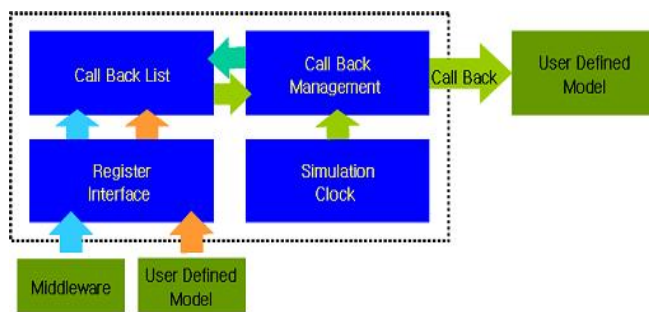 Call Back List
Call Back
Management
Call Back
User Defined
Model
Register
Interface
Simulation
Clock
Middleware
User Defined
Model